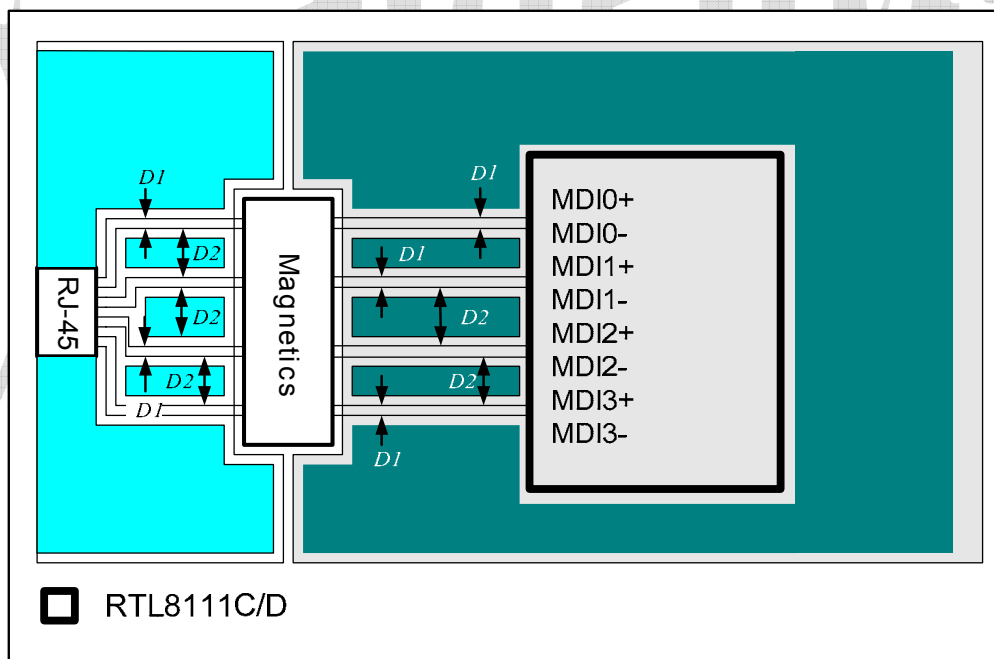 D1
D1
MDI0+
MDI0-
D2
D1
MDI1+
RJ-45
Magnetics
MDI1-
D2
D2
MDI2+
MDI2-
D2
D2
MDI3+
D1
MDI3-
D1
RTL8111C/D